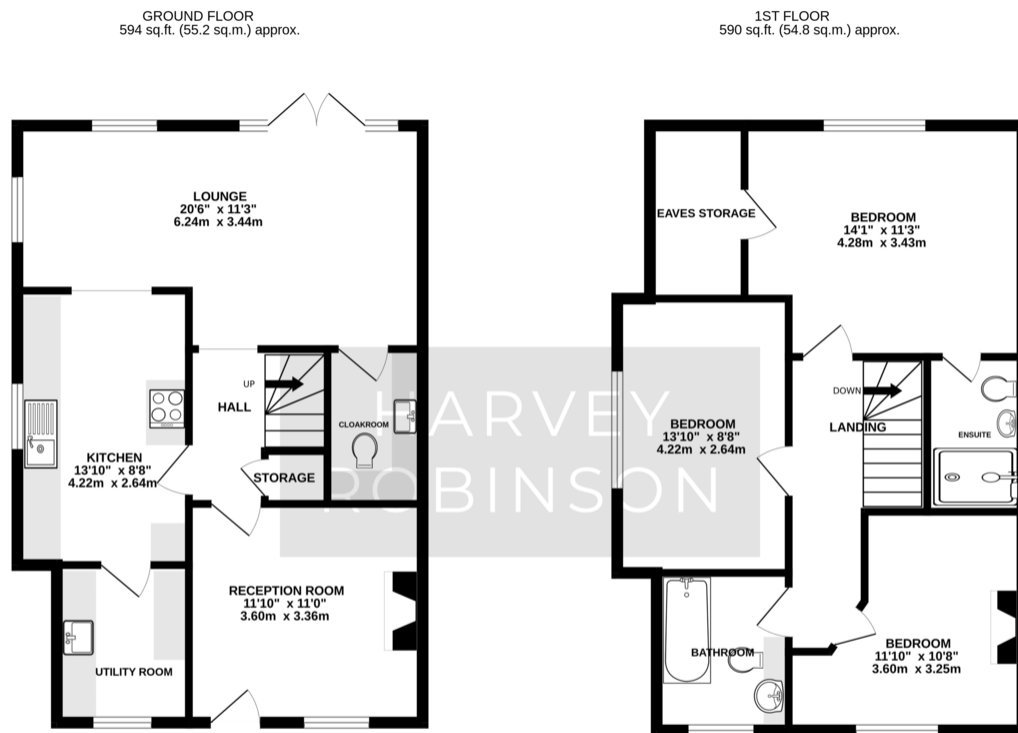 GROUND FLOOR
594 sq.ft. (55.2 sq.m.) approx.
1ST FLOOR
590 sq.ft. (54.8 sq.m.) approx.
LOUNGE
20'6" x 11'3"
6.24m x 3.44m
UP
HALL
CLOAKROOM
KITCHEN
13'10" x 8'8"
4.22m x 2.64m
STORAGE
RECEPTION ROOM
11'10" x 11'0"
3.60m x 3.36m
UTILITY ROOM
HARVEY
ROBINSON
EAVES STORAGE
BEDROOM
14'1" x 11'3"
4.28m x 3.43m
BEDROOM
13'10" x 8'8"
4.22m x 2.64m
DOWN
LANDING
ENSUITE
BATHROOM
BEDROOM
11'10" x 10'8"
3.60m x 3.25m